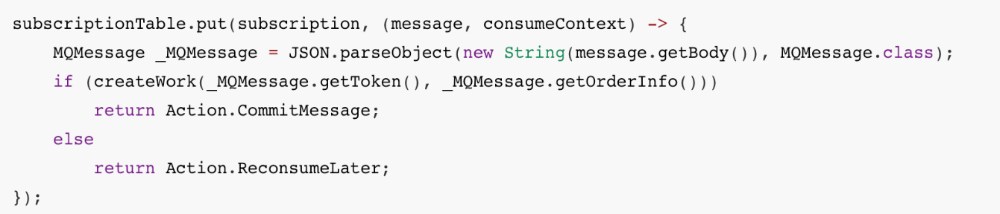 subscriptionTable.put(subscription, (message, consumeContext) -> {
    MQMessage _MQMessage = JSON.parseObject(new String(message.getBody()), MQMessage.class);
    if (createWork(_MQMessage.getToken(), _MQMessage.getOrderInfo()))
        return Action.CommitMessage;
    else
        return Action.ReconsumeLater;
});